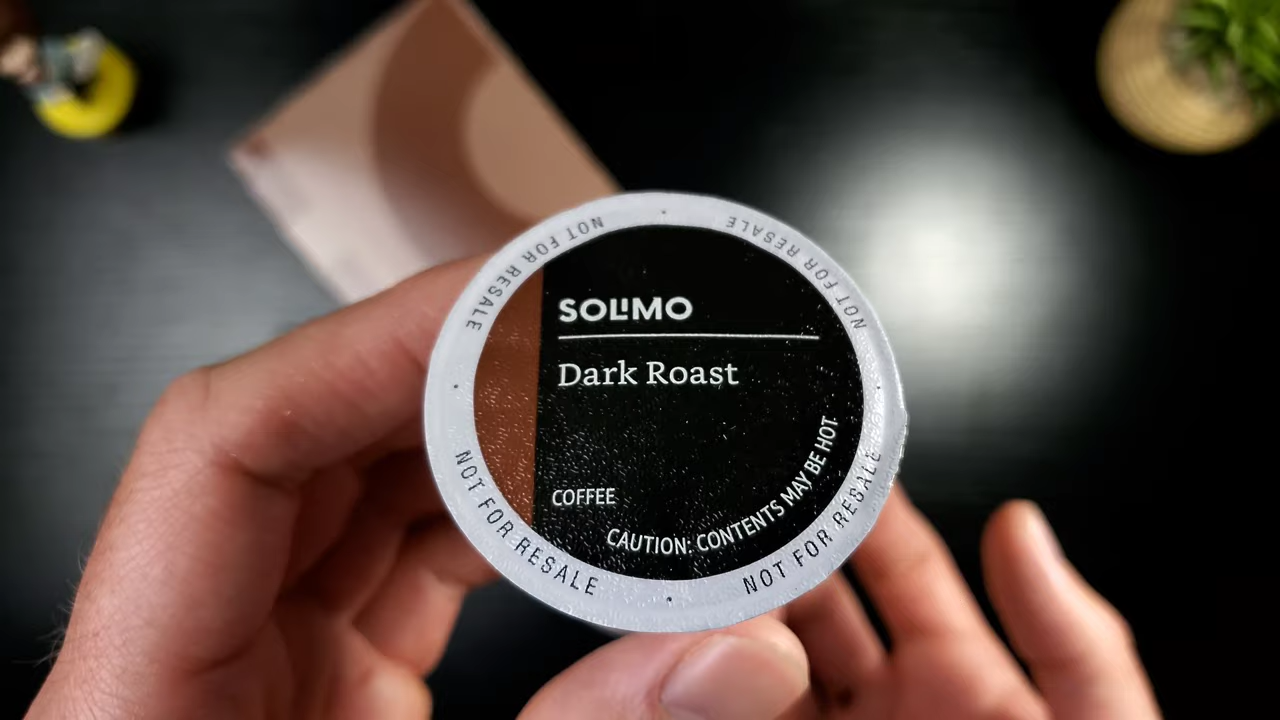 SOLIMO
Dark Roast
COFFEE
CAUTION: CONTENTS MAY BE HOT
NOT FOR RESALE
NOT FOR RESALE
NOT FOR RESALE
NOT FOR RESALE